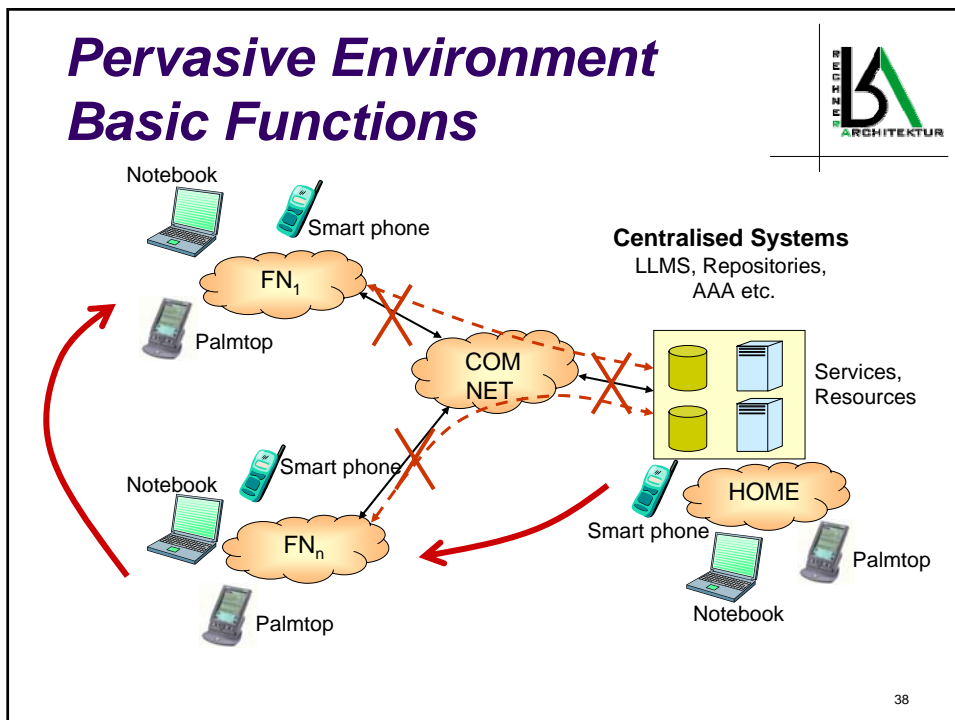 Pervasive Environment
Basic Functions
RECHNER
ARCHITEKTUR
Notebook
Smart phone
FN1
Palmtop
Centralised Systems
LLMS, Repositories,
AAA etc.
COM
NET
Services,
Resources
Smart phone
Notebook
FNn
Palmtop
HOME
Smart phone
Palmtop
Notebook
38